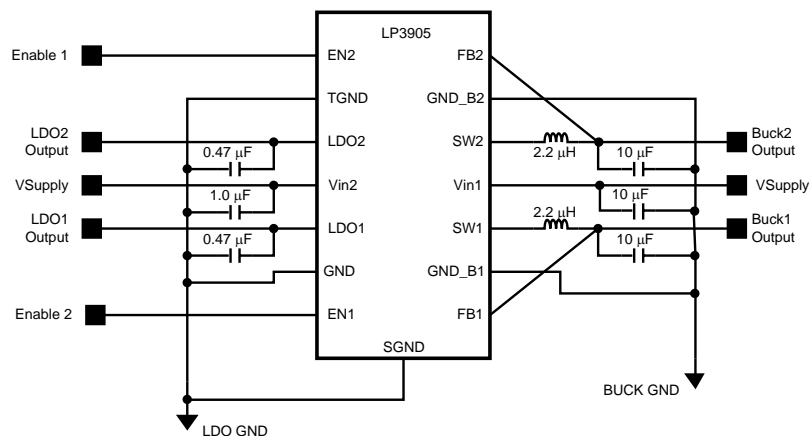 LP3905
Enable 1
EN2
FB2
TGND
GND_B2
LDO2
Output
LDO2
SW2
Buck2
Output
0.47 µF
2.2 µH
10 µF
VSupply
Vin2
Vin1
VSupply
1.0 µF
10 µF
LDO1
Output
LDO1
SW1
2.2 µH
Buck1
Output
0.47 µF
10 µF
GND
GND_B1
Enable 2
EN1
FB1
SGND
BUCK GND
LDO GND